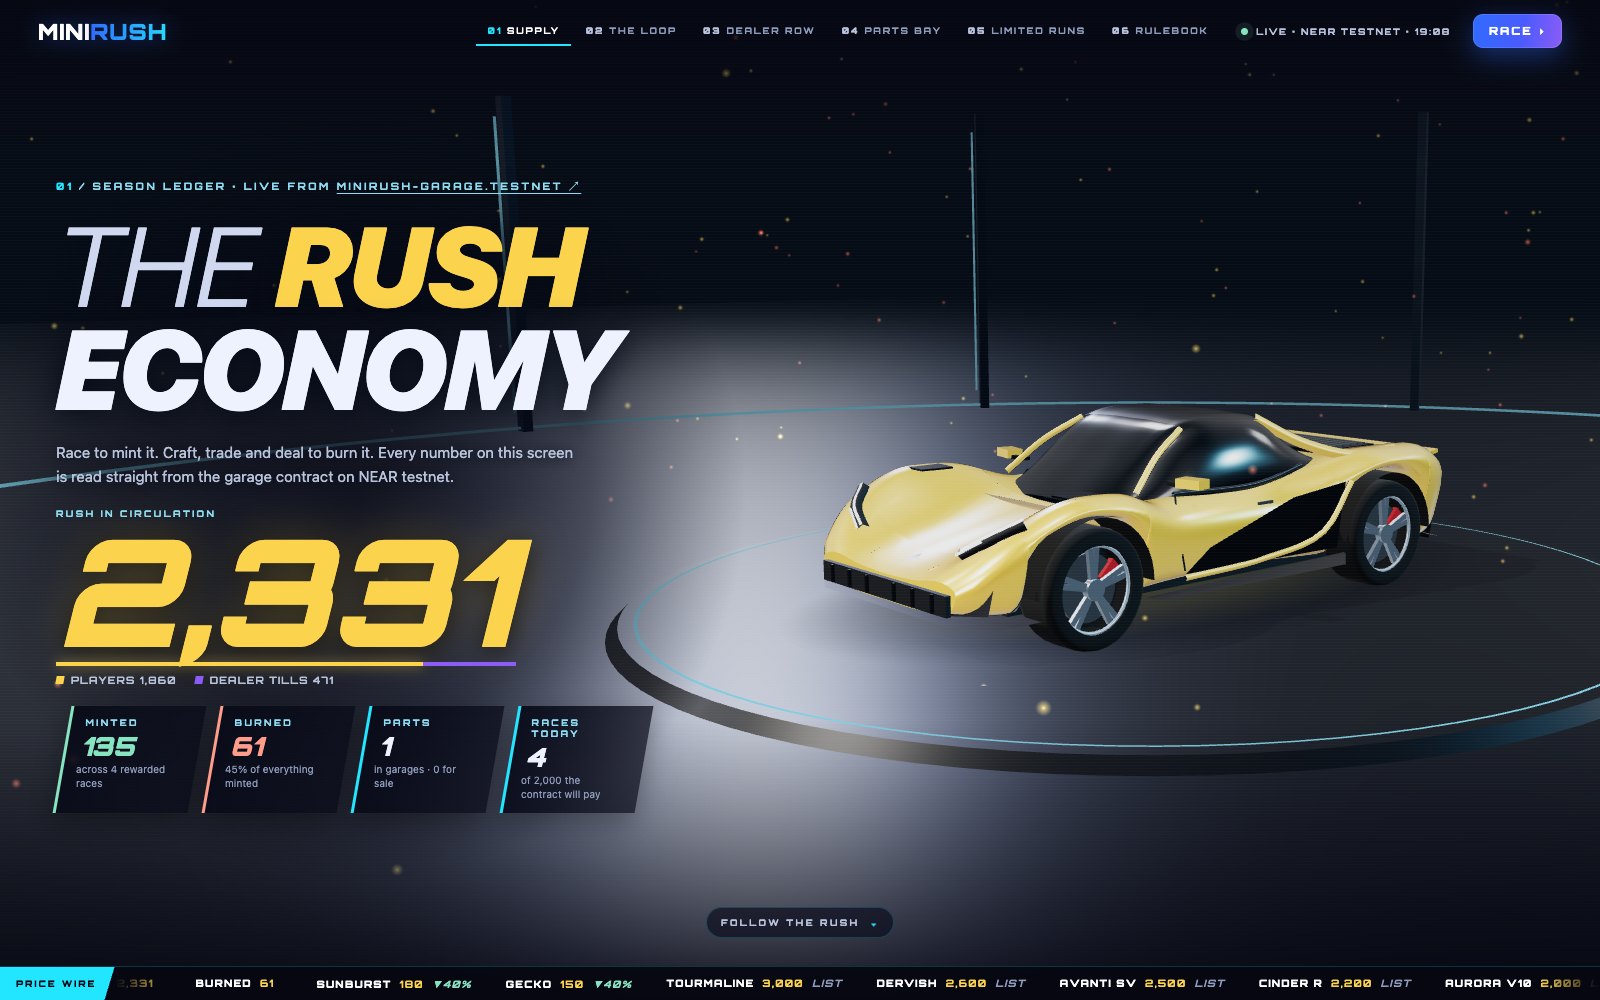 MINIRUSH
01 SUPPLY 02 THE LOOP 03 DEALER ROW 04 PARTS BAY 05 LIMITED RUNS 06 RULEBOOK
LIVE · NEAR TESTNET · 19:08
RACE
01 / SEASON LEDGER · LIVE FROM MINIRUSH-GARAGE.TESTNET ↗
THE RUSH
ECONOMY
Race to mint it. Craft, trade and deal to burn it. Every number on this screen
is read straight from the garage contract on NEAR testnet.
RUSH IN CIRCULATION
2,331
PLAYERS 1,860 DEALER TILLS 471
MINTED
135
across 4 rewarded
races
BURNED
61
45% of everything
minted
PARTS
1
in garages · 0 for
sale
RACES
TODAY
4
of 2,000 the
contract will pay
FOLLOW THE RUSH
PRICE WIRE 2,331 BURNED 61 SUNBURST 180 ▼40% GECKO 150 ▼40% TOURMALINE 3,000 LIST DERVISH 2,600 LIST AVANTI SV 2,500 LIST CINDER R 2,200 LIST AURORA V10 2,000